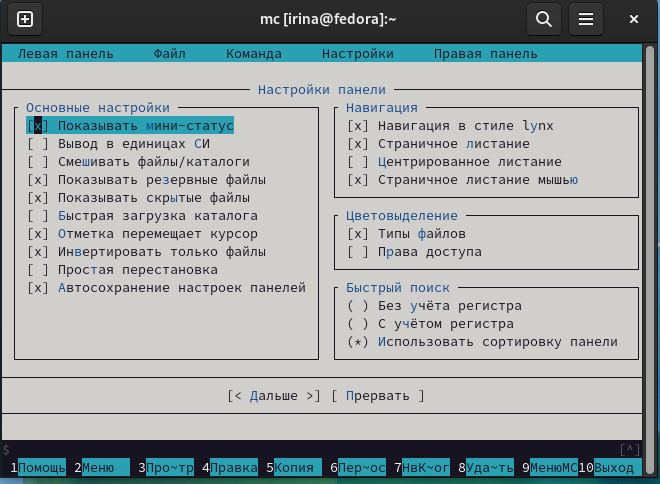 mc [irina@fedora]:~
Левая панель Файл Команда Настройки Правая панель
Настройки панели
Основные настройки
[x] Показывать мини-статус
[ ] Вывод в единицах СИ
[ ] Смешивать файлы/каталоги
[x] Показывать резервные файлы
[x] Показывать скрытые файлы
[ ] Быстрая загрузка каталога
[x] Отметка перемещает курсор
[x] Инвертировать только файлы
[ ] Простая перестановка
[x] Автосохранение настроек панелей
Навигация
[x] Навигация в стиле lynx
[x] Страничное листание
[ ] Центрированное листание
[x] Страничное листание мышью
Цветовыделение
[x] Типы файлов
[ ] Права доступа
Быстрый поиск
( ) Без учёта регистра
( ) С учётом регистра
(*) Использовать сортировку панели
[< Дальше >] [ Прервать ]
$ [^]
1Помощь 2Меню 3Про~тр 4Правка 5Копия 6Пер~ос 7НвК~ог 8Уда~ть 9МенюMC 10Выход